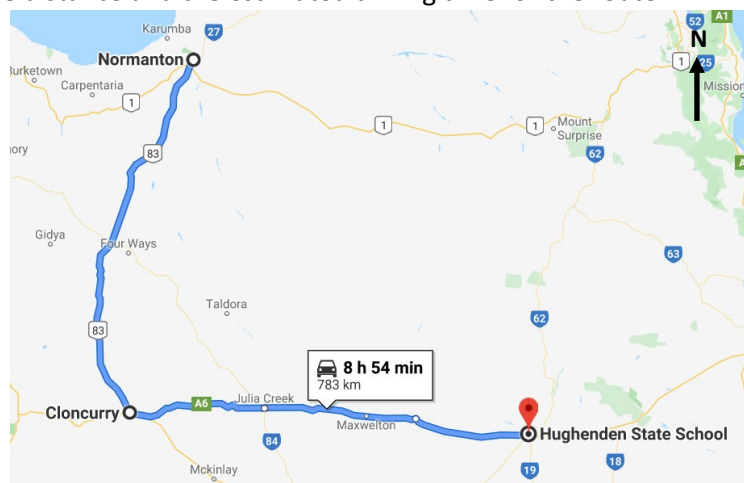 Karumba
27
52
A1
N
Normanton
1
25
Burketown
Carpentaria
Mission
1
1
1
Mount
Surprise
83
62
Gidya
Four Ways
63
Taldora
62
83
8 h 54 min
783 km
A6
Julia Creek
Cloncurry
Maxwelton
84
Hughenden State School
Mckinlay
19
18